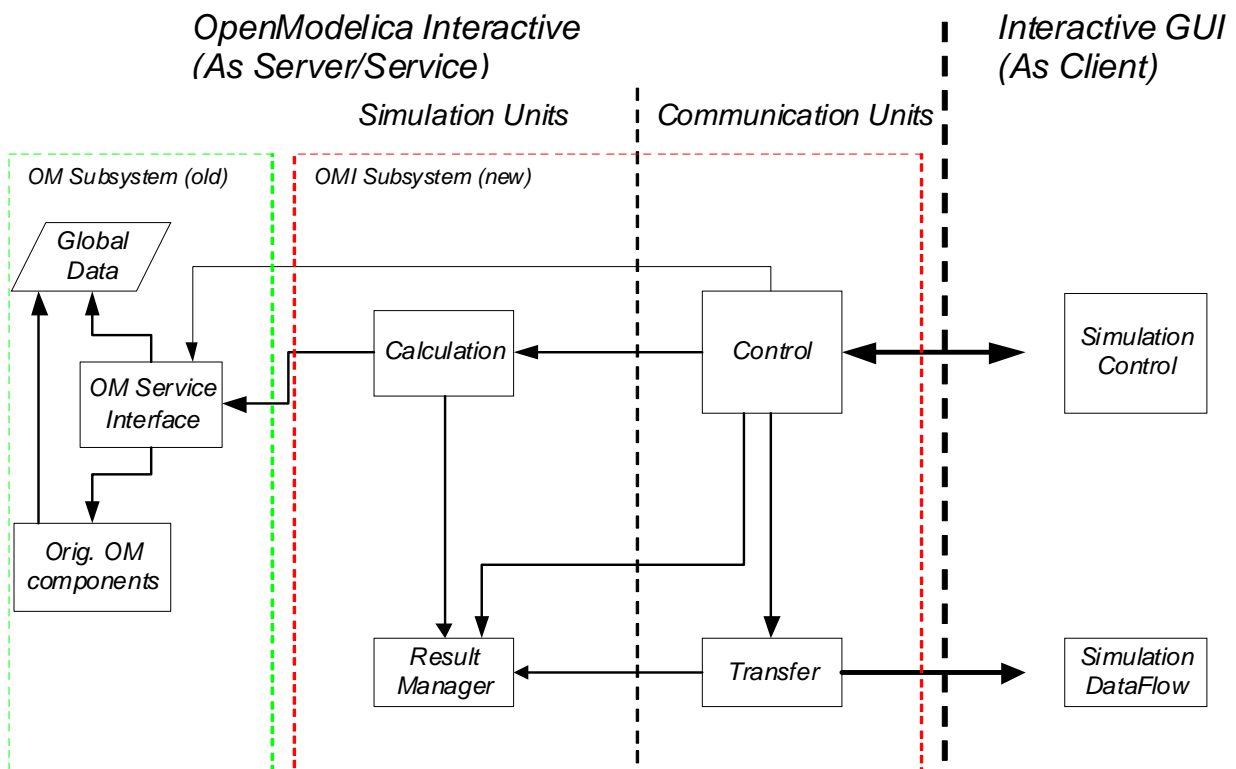 OpenModelica Interactive
(As Server/Service)
Interactive GUI
(As Client)
Simulation Units
Communication Units
OM Subsystem (old)
OMI Subsystem (new)
Global
Data
Calculation
Control
Simulation
Control
OM Service
Interface
Orig. OM
components
Result
Manager
Transfer
Simulation
DataFlow